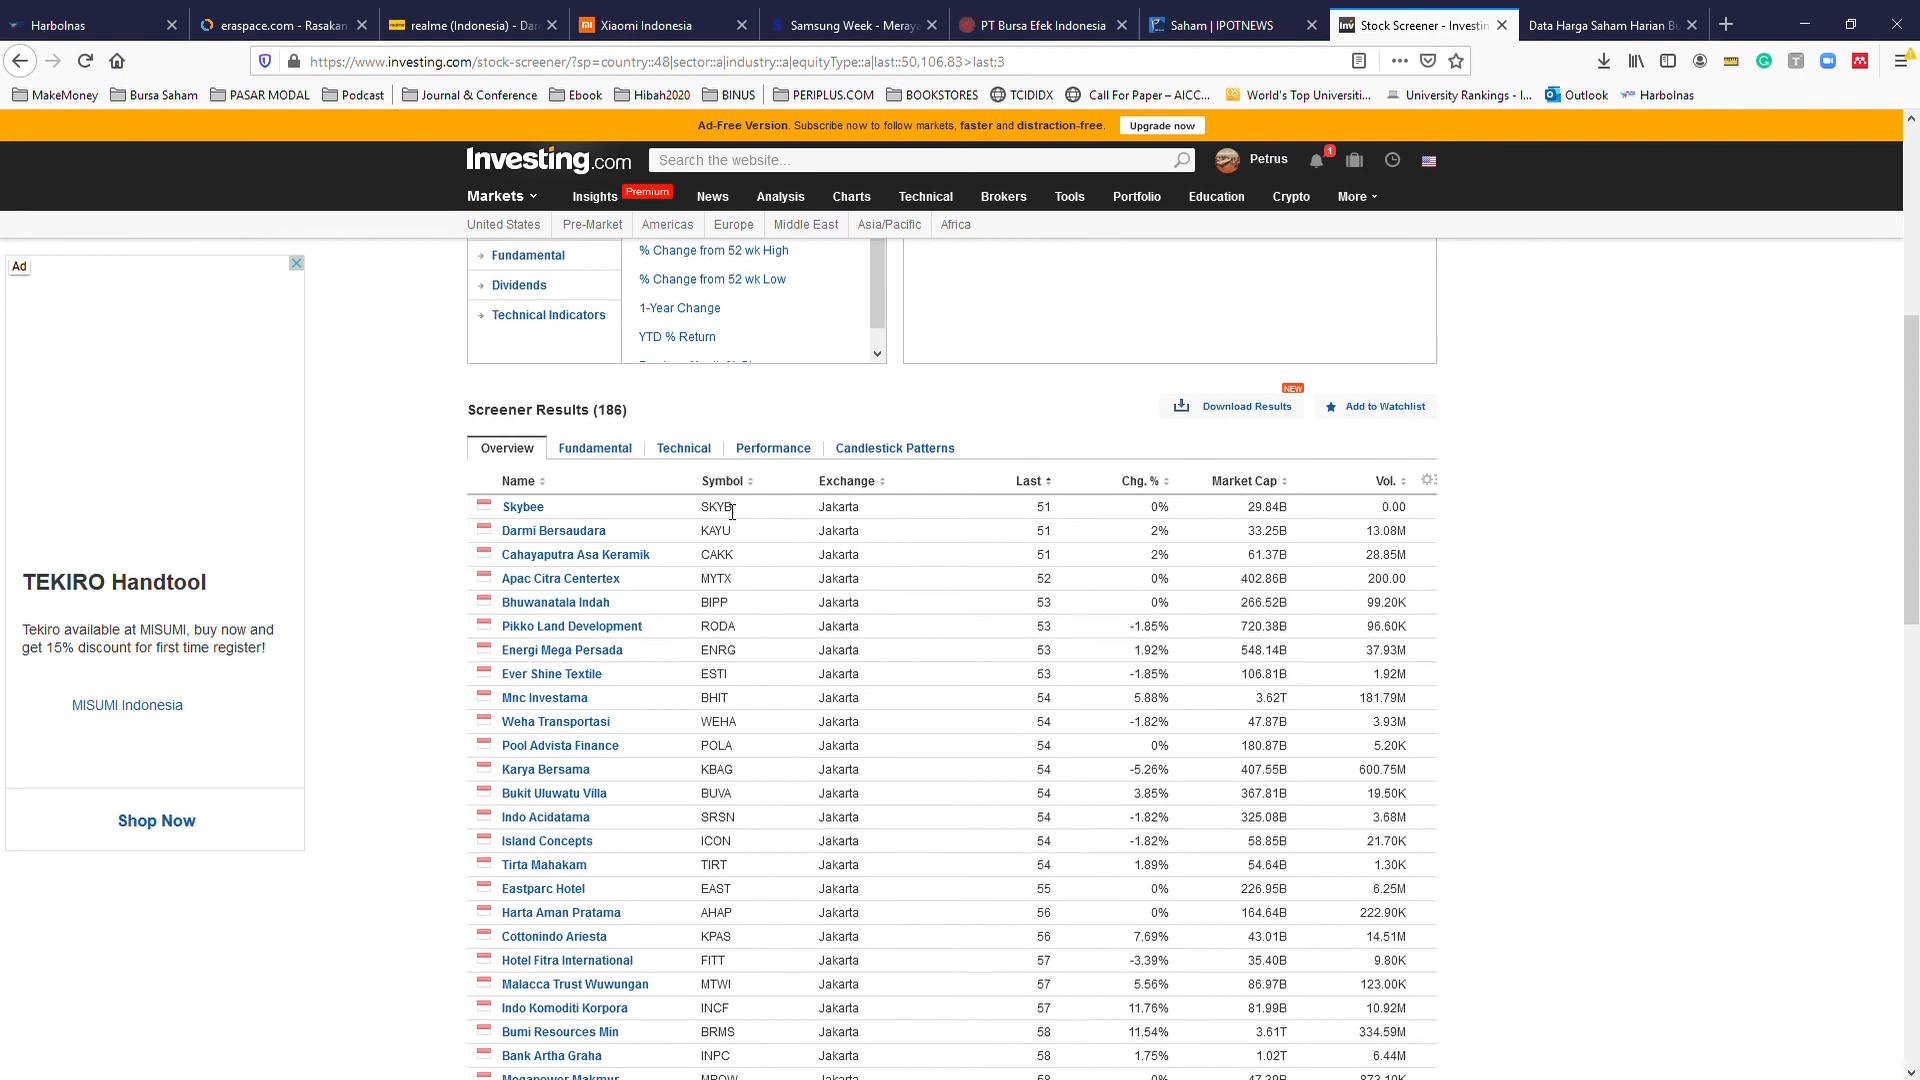 Harbolnas
eraspace.com - Rasakan
realme (Indonesia) - Dar
Xiaomi Indonesia
Samsung Week - Meraya
PT Bursa Efek Indonesia
Saham | IPOTNEWS
Stock Screener - Investin
Data Harga Saham Harian Bu
https://www.investing.com/stock-screener/?sp=country::48|sector::a|industry::a|equityType::a|last::50,106.83>last;3
MakeMoney
Bursa Saham
PASAR MODAL
Podcast
Journal & Conference
Ebook
Hibah2020
BINUS
PERIPLUS.COM
BOOKSTORES
TCIDIDX
Call For Paper – AICC...
World's Top Universiti...
University Rankings - I...
Outlook
Harbolnas
Ad-Free Version. Subscribe now to follow markets, faster and distraction-free.
Upgrade now
Investing.com
Search the website...
Petrus
1
Markets
Insights
Premium
News
Analysis
Charts
Technical
Brokers
Tools
Portfolio
Education
Crypto
More
United States
Pre-Market
Americas
Europe
Middle East
Asia/Pacific
Africa
Fundamental
Dividends
Technical Indicators
% Change from 52 wk High
% Change from 52 wk Low
1-Year Change
YTD % Return
Ad
TEKIRO Handtool
Tekiro available at MISUMI, buy now and
get 15% discount for first time register!
MISUMI Indonesia
Shop Now
Screener Results (186)
NEW
Download Results
Add to Watchlist
Overview
Fundamental
Technical
Performance
Candlestick Patterns
Name Symbol Exchange Last Chg. % Market Cap Vol.
Skybee SKYB Jakarta 51 0% 29.84B 0.00
Darmi Bersaudara KAYU Jakarta 51 2% 33.25B 13.08M
Cahayaputra Asa Keramik CAKK Jakarta 51 2% 61.37B 28.85M
Apac Citra Centertex MYTX Jakarta 52 0% 402.86B 200.00
Bhuwanatala Indah BIPP Jakarta 53 0% 266.52B 99.20K
Pikko Land Development RODA Jakarta 53 -1.85% 720.38B 96.60K
Energi Mega Persada ENRG Jakarta 53 1.92% 548.14B 37.93M
Ever Shine Textile ESTI Jakarta 53 -1.85% 106.81B 1.92M
Mnc Investama BHIT Jakarta 54 5.88% 3.62T 181.79M
Weha Transportasi WEHA Jakarta 54 -1.82% 47.87B 3.93M
Pool Advista Finance POLA Jakarta 54 0% 180.87B 5.20K
Karya Bersama KBAG Jakarta 54 -5.26% 407.55B 600.75M
Bukit Uluwatu Villa BUVA Jakarta 54 3.85% 367.81B 19.50K
Indo Acidatama SRSN Jakarta 54 -1.82% 325.08B 3.68M
Island Concepts ICON Jakarta 54 -1.82% 58.85B 21.70K
Tirta Mahakam TIRT Jakarta 54 1.89% 54.64B 1.30K
Eastparc Hotel EAST Jakarta 55 0% 226.95B 6.25M
Harta Aman Pratama AHAP Jakarta 56 0% 164.64B 222.90K
Cottonindo Ariesta KPAS Jakarta 56 7.69% 43.01B 14.51M
Hotel Fitra International FITT Jakarta 57 -3.39% 35.40B 9.80K
Malacca Trust Wuwungan MTWI Jakarta 57 5.56% 86.97B 123.00K
Indo Komoditi Korpora INCF Jakarta 57 11.76% 81.99B 10.92M
Bumi Resources Min BRMS Jakarta 58 11.54% 3.61T 334.59M
Bank Artha Graha INPC Jakarta 58 1.75% 1.02T 6.44M
Megapower Makmur MPOW Jakarta 58 0% 47.39B 873.10K